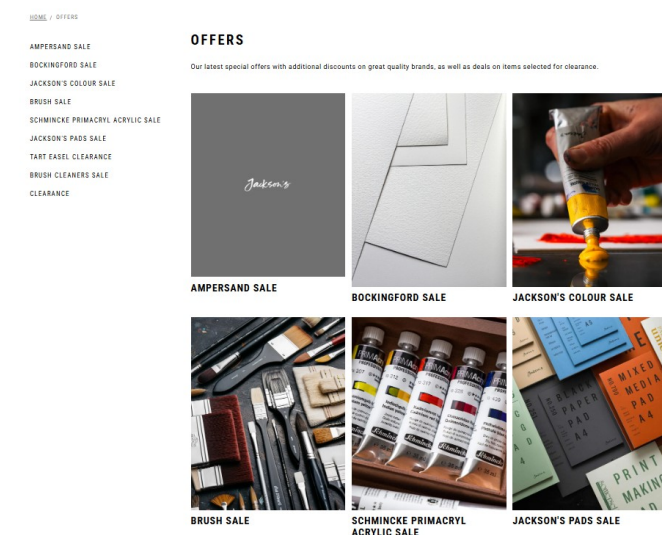 HOME / OFFERS
AMPERSAND SALE
BOCKINGFORD SALE
JACKSON'S COLOUR SALE
BRUSH SALE
SCHMINCKE PRIMACRYL ACRYLIC SALE
JACKSON'S PADS SALE
TART EASEL CLEARANCE
BRUSH CLEANERS SALE
CLEARANCE
OFFERS
Our latest special offers with additional discounts on great quality brands, as well as deals on items selected for clearance.
Jackson's
AMPERSAND SALE
BOCKINGFORD SALE
JACKSON'S COLOUR SALE
BLACK
PAPER
PAD
A4
MIXED
MEDIA
PAD
A4
PRINT
MAKING
BRUSH SALE
SCHMINCKE PRIMACRYL
ACRYLIC SALE
JACKSON'S PADS SALE